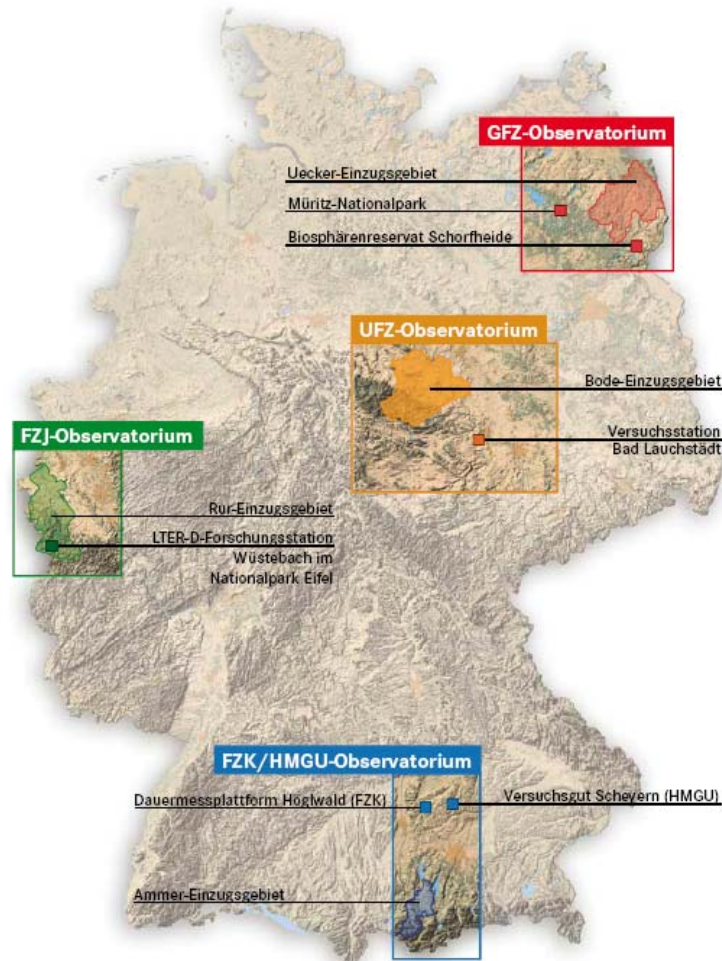 GFZ-Observatorium
Uecker-Einzugsgebiet
Müritz-Nationalpark
Biosphärenreservat Schorfheide
UFZ-Observatorium
Bode-Einzugsgebiet
Versuchsstation
Bad Lauchstädt
FZJ-Observatorium
Rur-Einzugsgebiet
LTER-D-Forschungsstation
Wüstebach im
Nationalpark Eifel
FZK/HMGU-Observatorium
Dauermessplattform Höglwald (FZK)
Versuchsgut Scheyern (HMGU)
Ammer-Einzugsgebiet